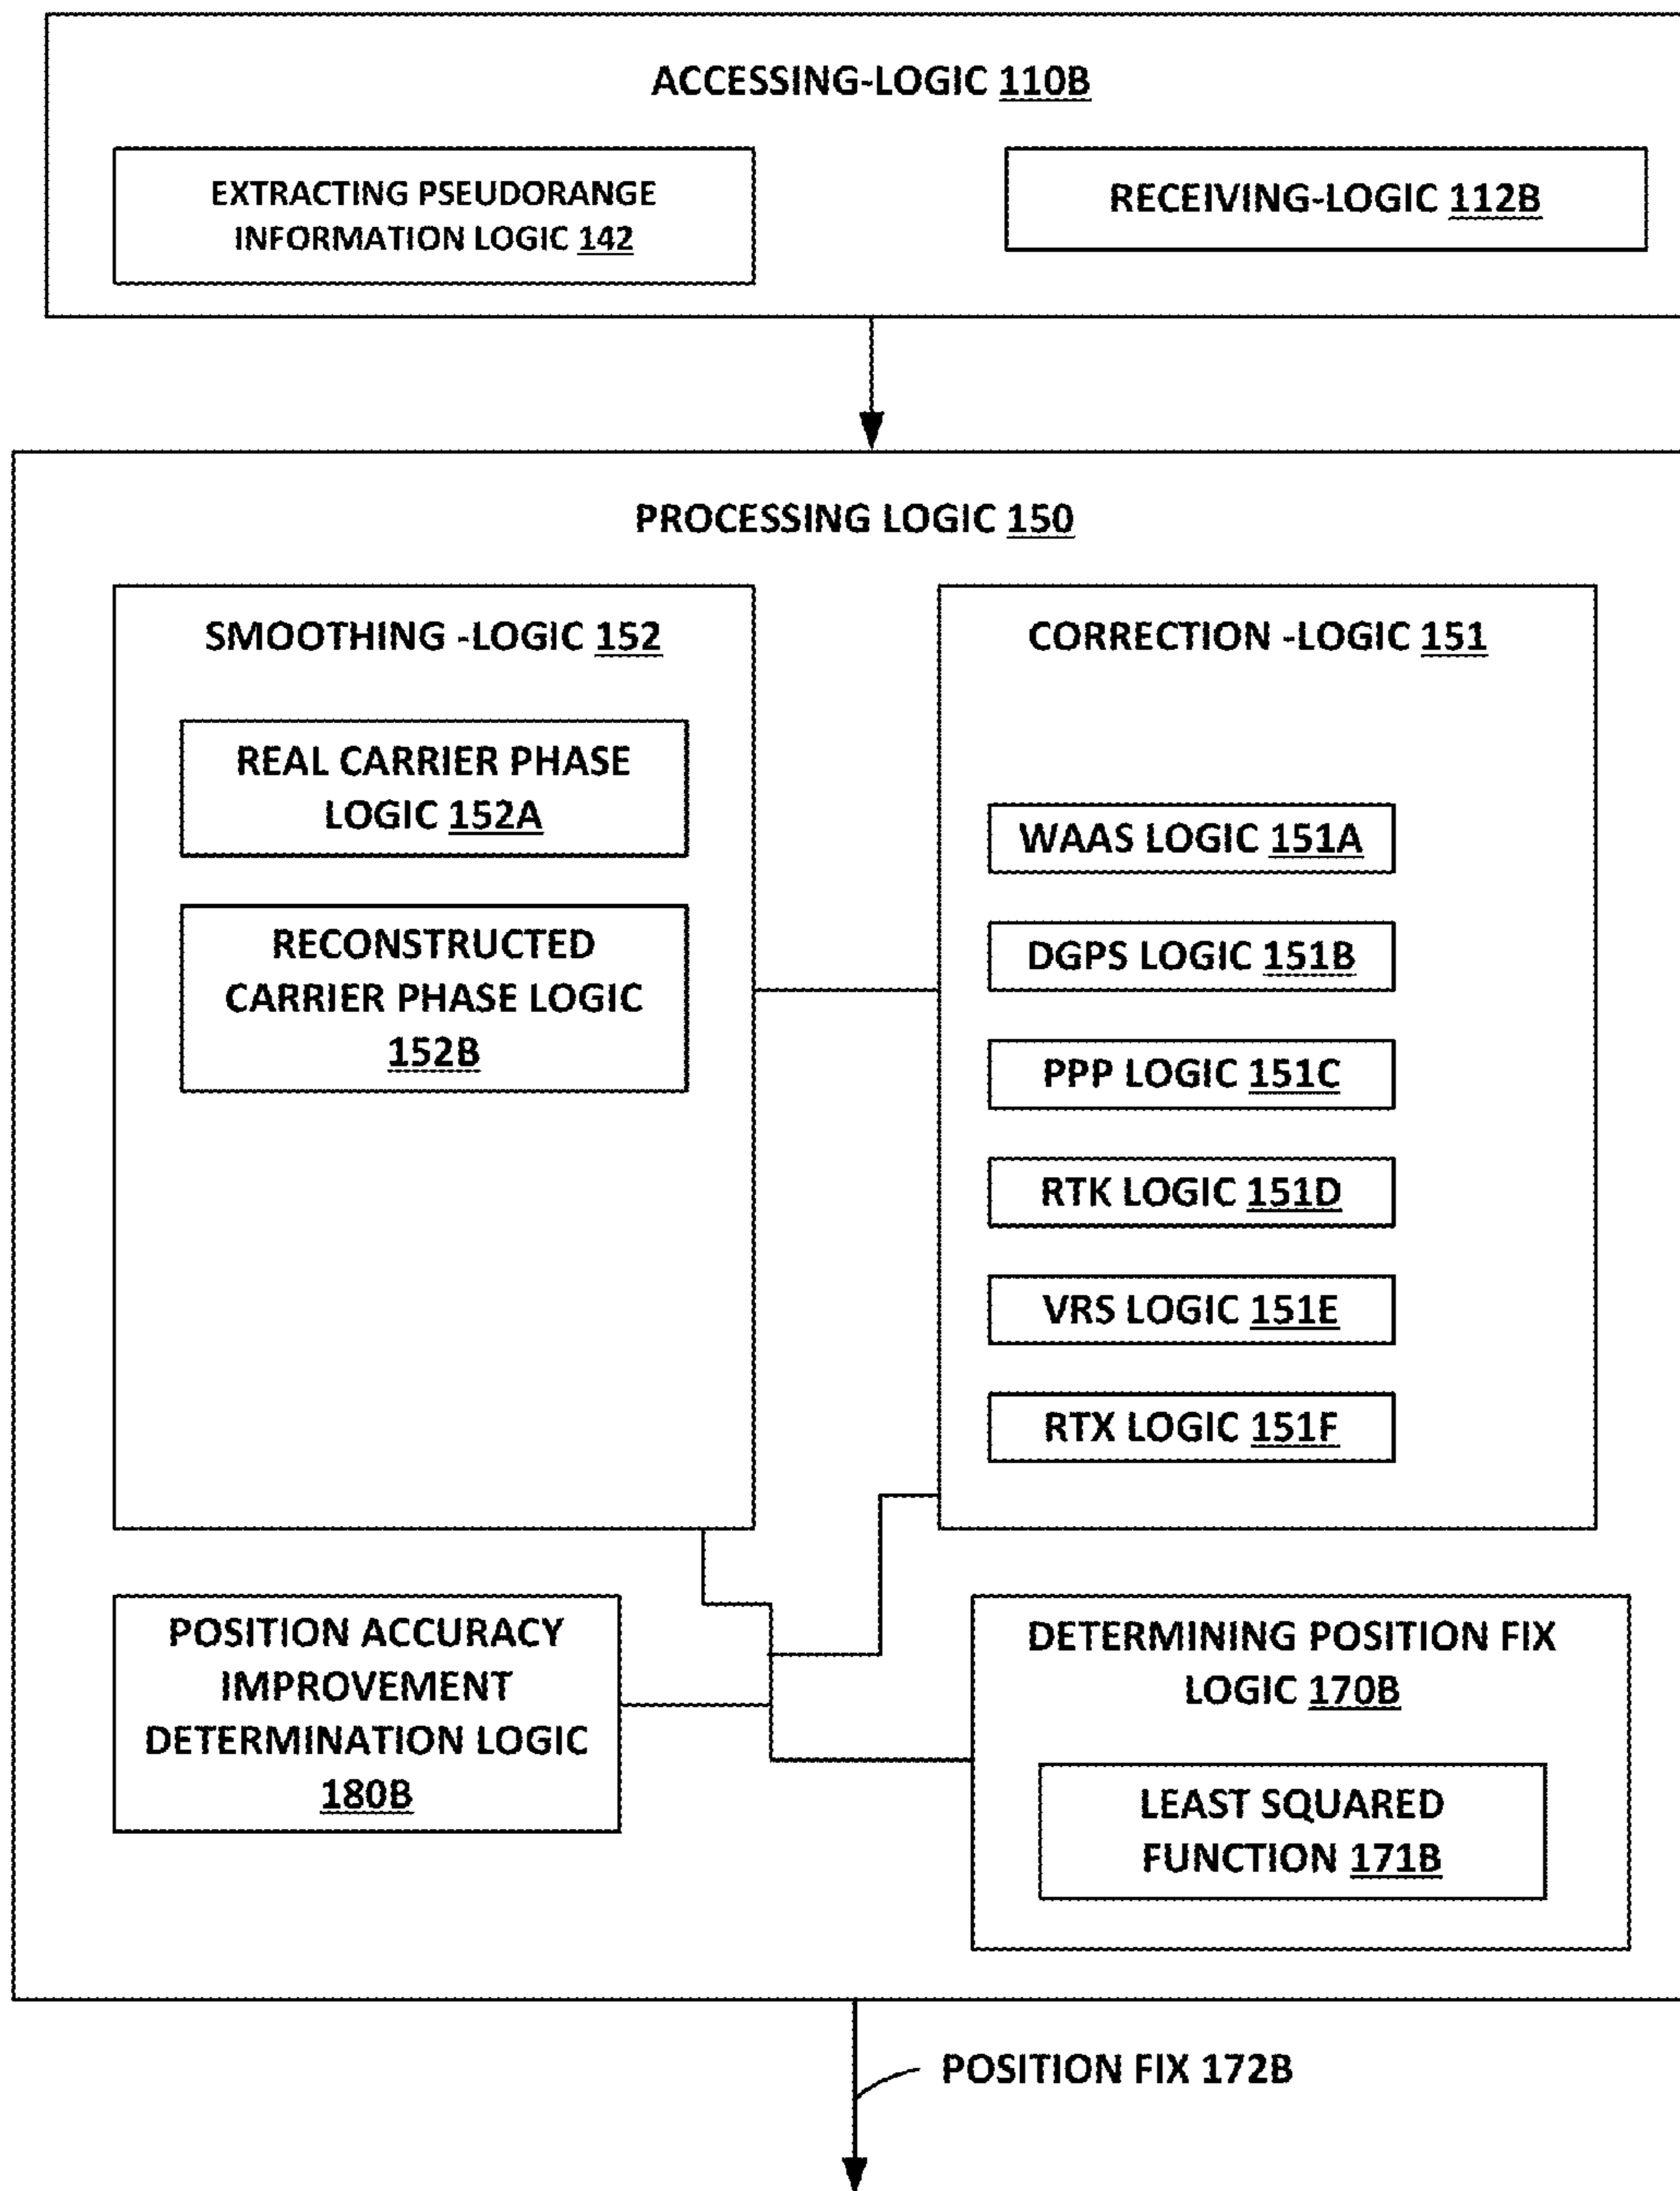 ACCESSING-LOGIC 110B
EXTRACTING PSEUDORANGE
INFORMATION LOGIC 142
RECEIVING-LOGIC 112B
PROCESSING LOGIC 150
SMOOTHING -LOGIC 152
REAL CARRIER PHASE
LOGIC 152A
RECONSTRUCTED
CARRIER PHASE LOGIC
152B
CORRECTION -LOGIC 151
WAAS LOGIC 151A
DGPS LOGIC 151B
PPP LOGIC 151C
RTK LOGIC 151D
VRS LOGIC 151E
RTX LOGIC 151F
POSITION ACCURACY
IMPROVEMENT
DETERMINATION LOGIC
180B
DETERMINING POSITION FIX
LOGIC 170B
LEAST SQUARED
FUNCTION 171B
POSITION FIX 172B